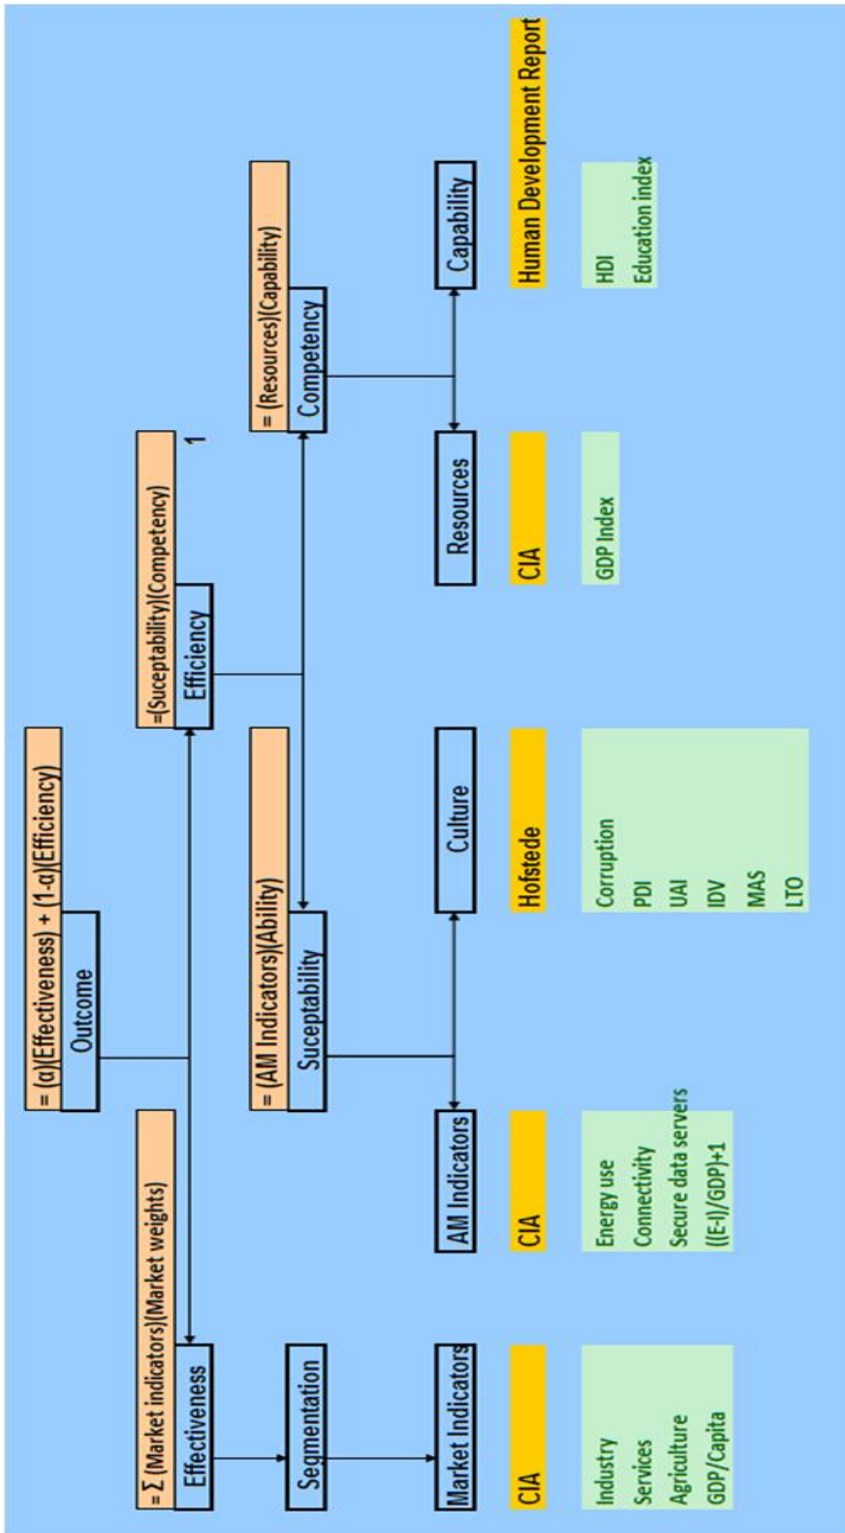 = (α)(Effectiveness) + (1-α)(Efficiency)
Outcome
= Σ (Market indicators)(Market weights)
Effectiveness
=(Suceptability)(Competency)
Efficiency
1
Segmentation
= (AM Indicators)(Ability)
Suceptability
= (Resources)(Capability)
Competency
Market Indicators
AM Indicators
Culture
Resources
Capability
CIA
CIA
Hofstede
CIA
Human Development Report
Industry
Services
Agriculture
GDP/Capita
Energy use
Connectivity
Secure data servers
((E-I)/GDP)+1
Corruption
PDI
UAI
IDV
MAS
LTO
GDP Index
HDI
Education index